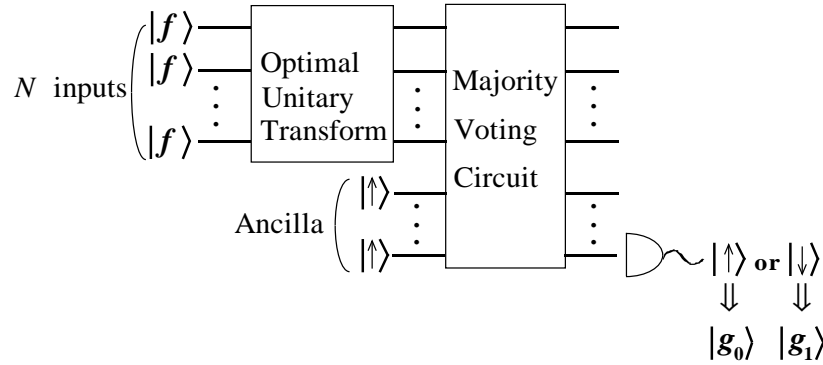 |f⟩
|f⟩
N inputs
|f⟩
Optimal
Unitary
Transform
Majority
Voting
Circuit
Ancilla
|↑⟩
|↑⟩
|↑⟩ or |↓⟩
⇓ ⇓
|g₀⟩ |g₁⟩